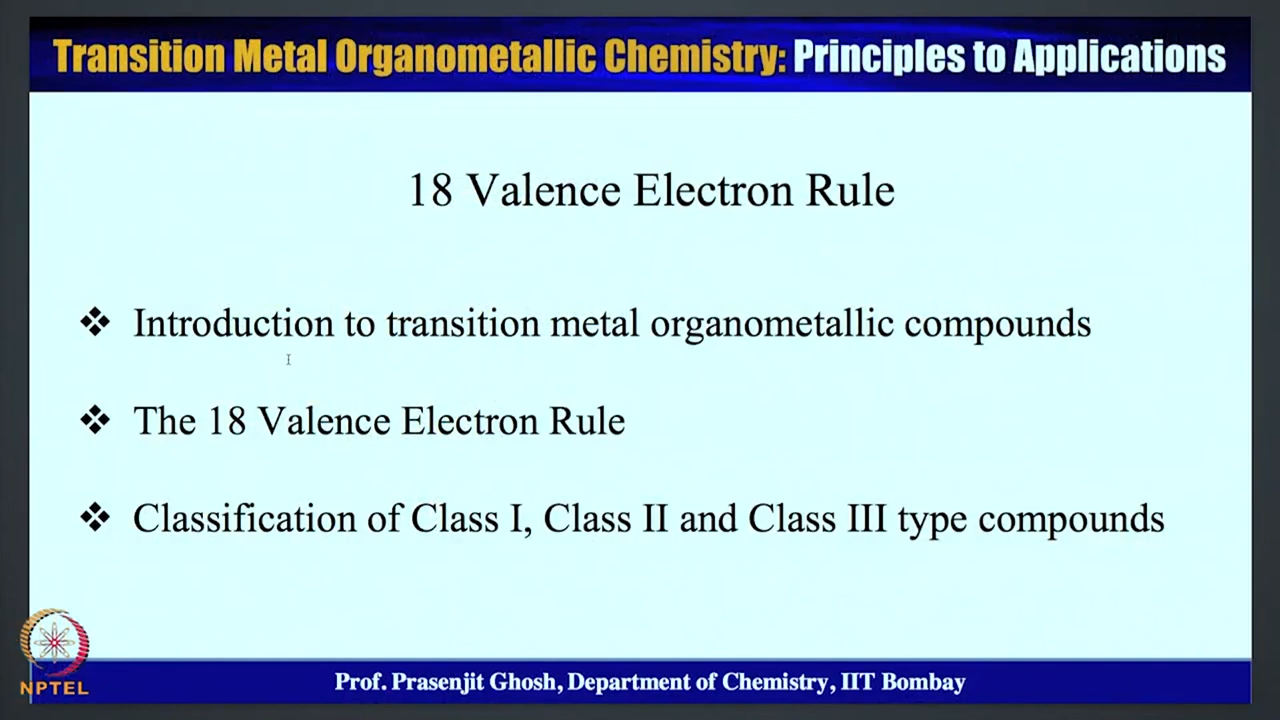 Transition Metal Organometallic Chemistry: Principles to Applications
18 Valence Electron Rule
❖ Introduction to transition metal organometallic compounds
❖ The 18 Valence Electron Rule
❖ Classification of Class I, Class II and Class III type compounds
NPTEL
Prof. Prasenjit Ghosh, Department of Chemistry, IIT Bombay